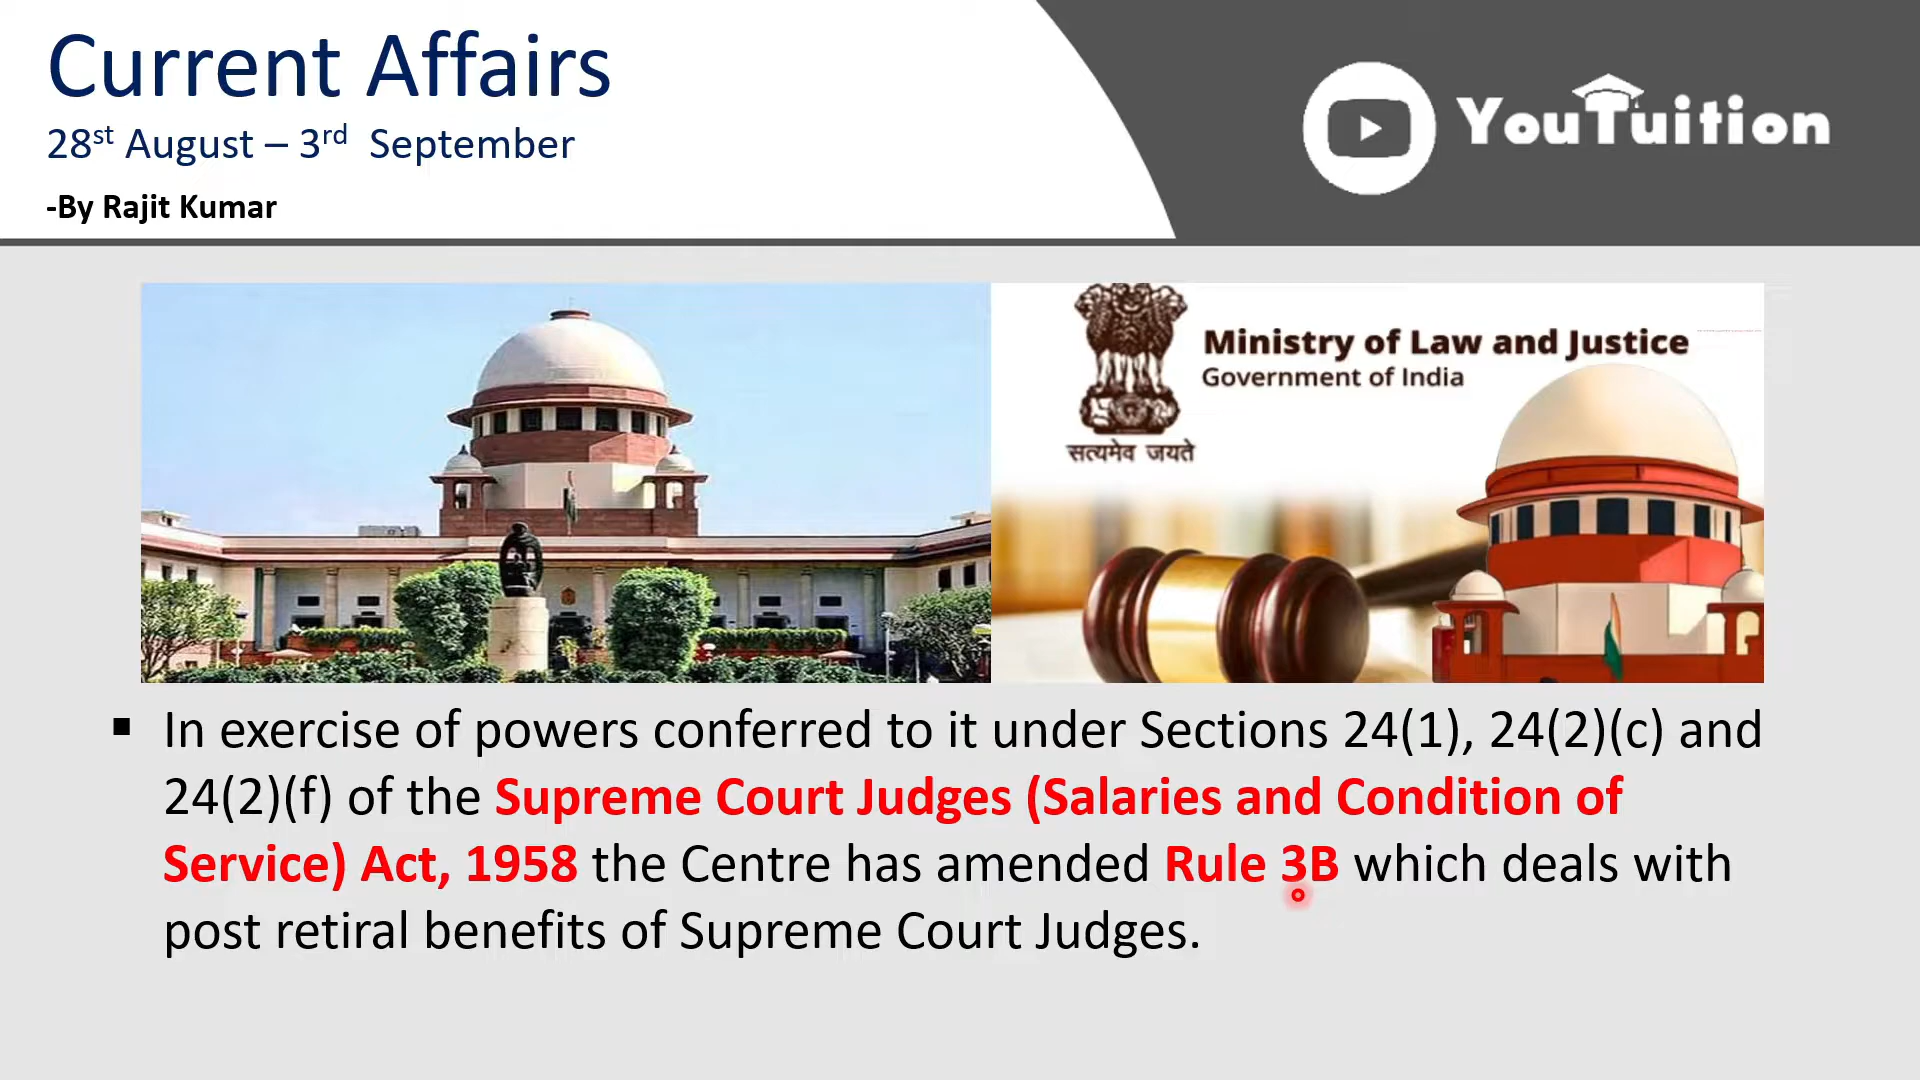 Current Affairs
28st August – 3rd September
-By Rajit Kumar
YouTuition
Ministry of Law and Justice
Government of India
सत्यमेव जयते
▪ In exercise of powers conferred to it under Sections 24(1), 24(2)(c) and
24(2)(f) of the Supreme Court Judges (Salaries and Condition of
Service) Act, 1958 the Centre has amended Rule 3B which deals with
post retiral benefits of Supreme Court Judges.